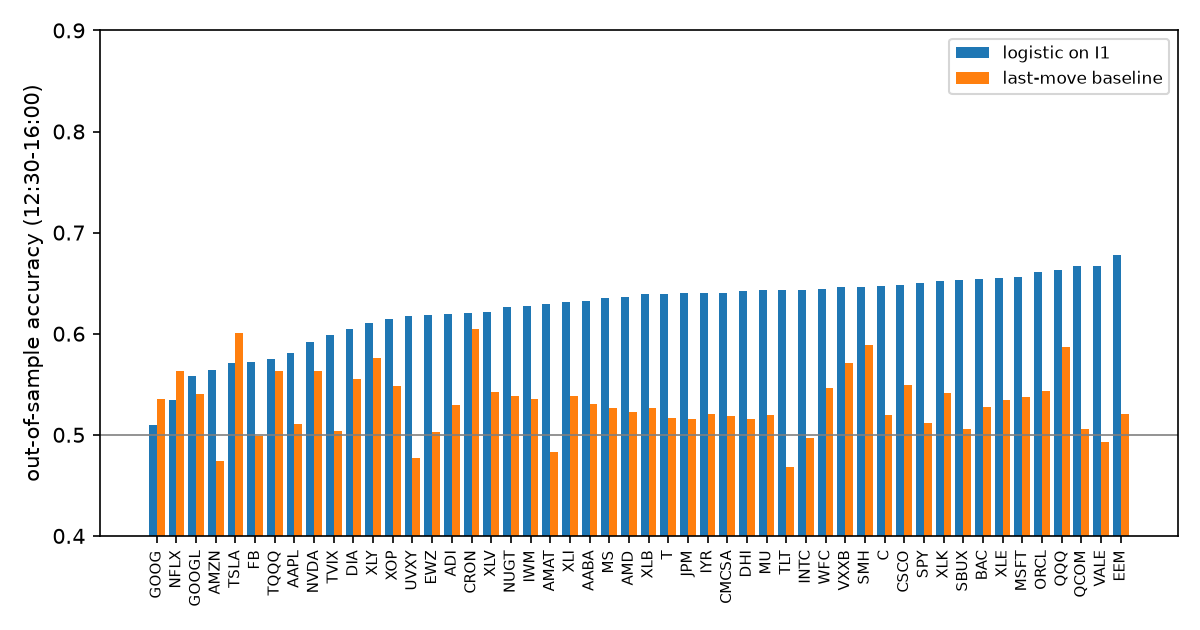 0.9
0.8
0.7
0.6
0.5
0.4
out-of-sample accuracy (12:30-16:00)
logistic on I1
last-move baseline
GOOG
NFLX
GOOGL
AMZN
TSLA
FB
TQQQ
AAPL
NVDA
TVIX
DIA
XLY
XOP
UVXY
EWZ
ADI
CRON
XLV
NUGT
IWM
AMAT
XLI
AABA
MS
AMD
XLB
T
JPM
IYR
CMCSA
DHI
MU
TLT
INTC
WFC
VXXB
SMH
C
CSCO
SPY
XLK
SBUX
BAC
XLE
MSFT
ORCL
QQQ
QCOM
VALE
EEM